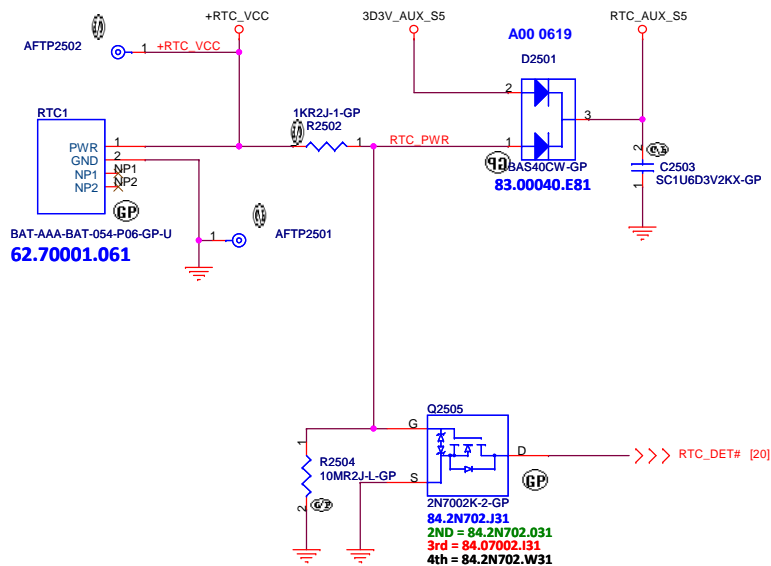 +RTC_VCC
3D3V_AUX_S5
RTC_AUX_S5
AFTP2502
1
+RTC_VCC
A00 0619
D2501
RTC1
1KR2J-1-GP
R2502
2
3
PWR
1
GND
2
NP1
NP1
NP2
NP2
1
RTC_PWR
1
GP
BAS40CW-GP
83.00040.E81
2
C2503
SC1U6D3V2KX-GP
1
GP
BAT-AAA-BAT-054-P06-GP-U
62.70001.061
1
AFTP2501
Q2505
G
1
D
RTC_DET# [20]
R2504
10MR2J-L-GP
S
GP
2
2N7002K-2-GP
84.2N702.J31
2ND = 84.2N702.031
3rd = 84.07002.I31
4th = 84.2N702.W31